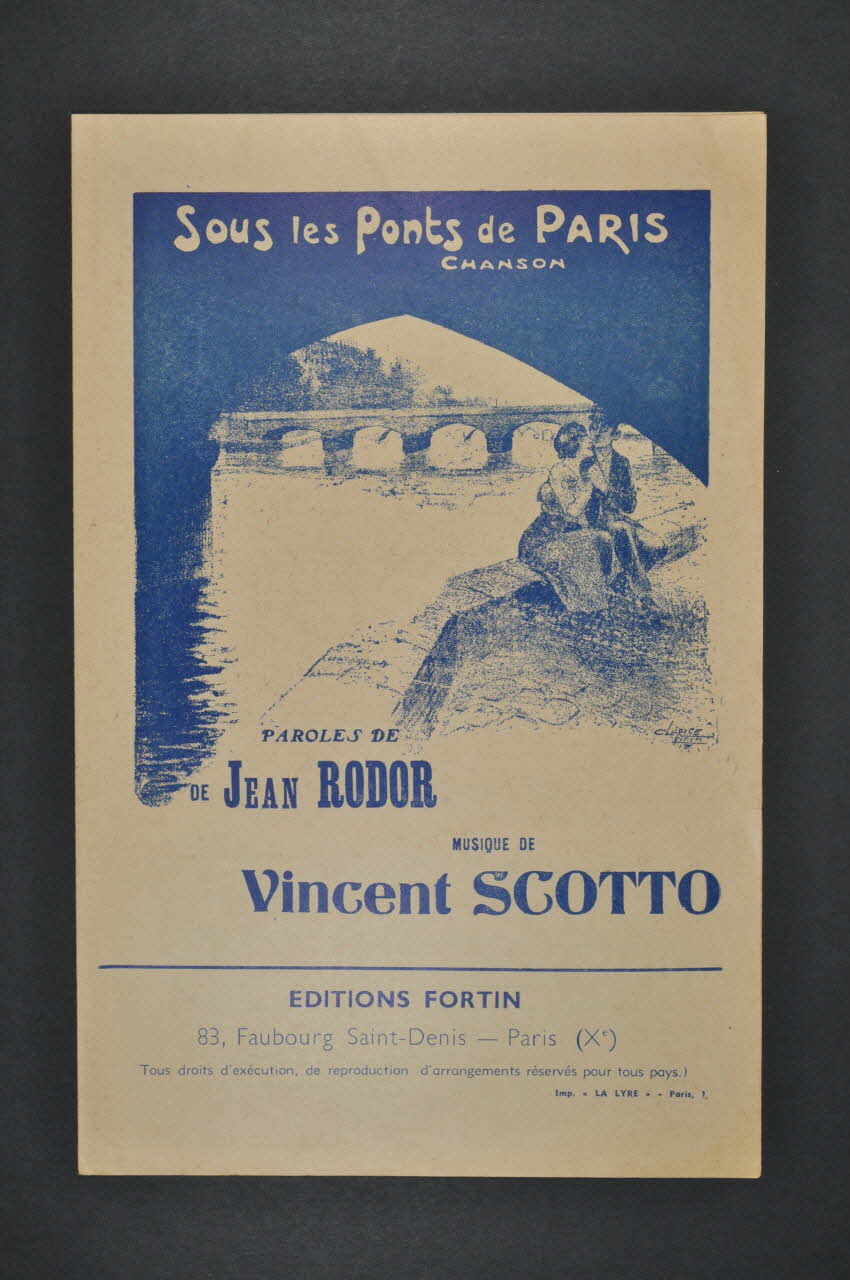 Sous les Ponts de PARIS
CHANSON
PAROLES DE
DE JEAN RODOR
MUSIQUE DE
Vincent SCOTTO
EDITIONS FORTIN
83, Faubourg Saint-Denis — Paris (Xe)
Tous droits d'exécution, de reproduction d'arrangements réservés pour tous pays.)
Imp. « LA LYRE » - Paris,